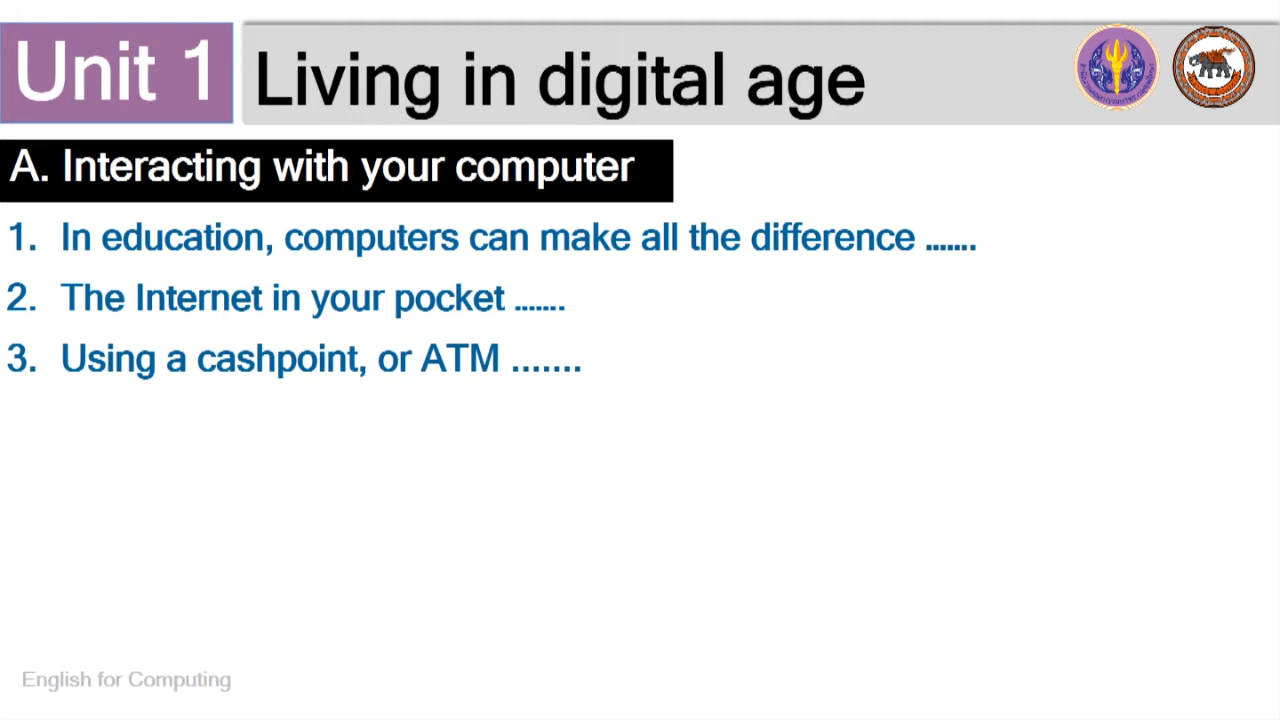 Unit 1
Living in digital age
A. Interacting with your computer
1. In education, computers can make all the difference .......
2. The Internet in your pocket .......
3. Using a cashpoint, or ATM .......
English for Computing